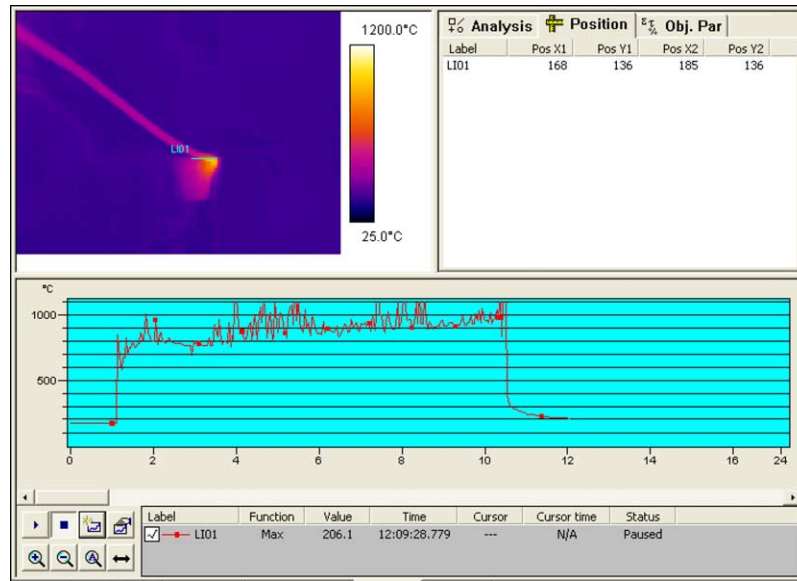 1200.0°C
25.0°C
LI01
Analysis Position Obj. Par
Label Pos X1 Pos Y1 Pos X2 Pos Y2
LI01 168 136 185 136
°C
1000
500
0 2 4 6 8 10 12 14 16 24
Label Function Value Time Cursor Cursor time Status
LI01 Max 206.1 12:09:28.779 --- N/A Paused